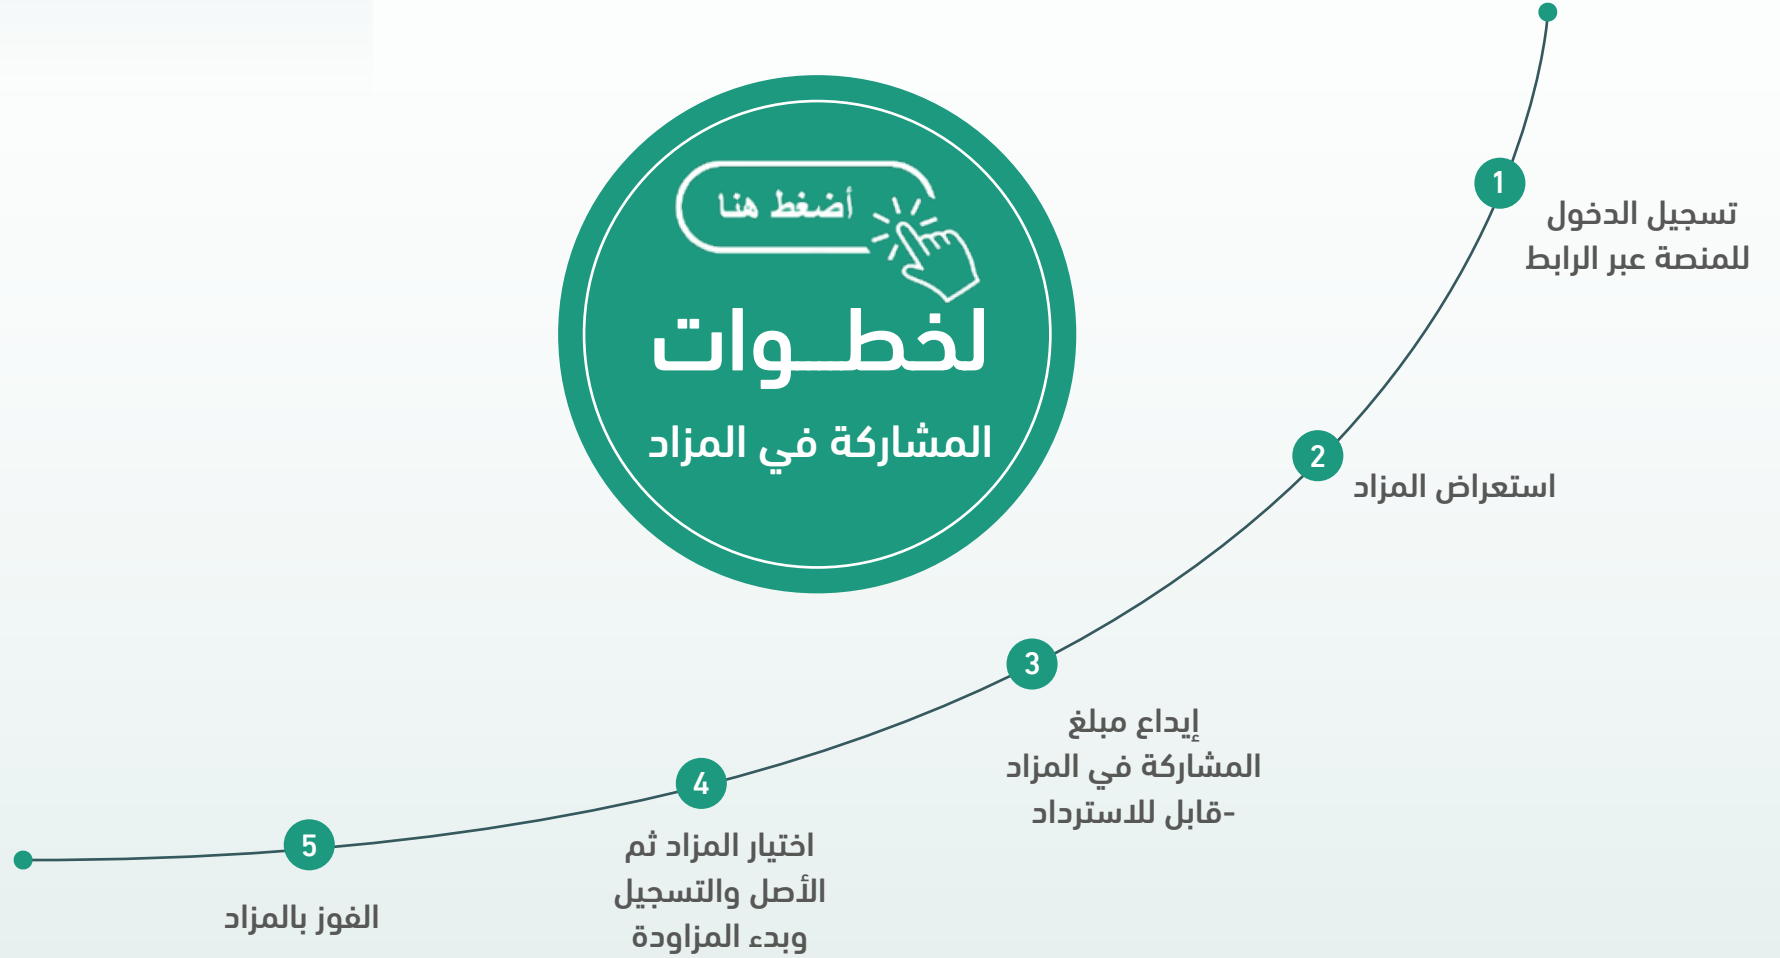 أضغط هنا
لخطــوات
المشاركة في المزاد
1
تسجيل الدخول
للمنصة عبر الرابط
2
استعراض المزاد
3
إيداع مبلغ
المشاركة في المزاد
-قابل للاسترداد
4
اختيار المزاد ثم
الأصل والتسجيل
وبدء المزاودة
5
الفوز بالمزاد